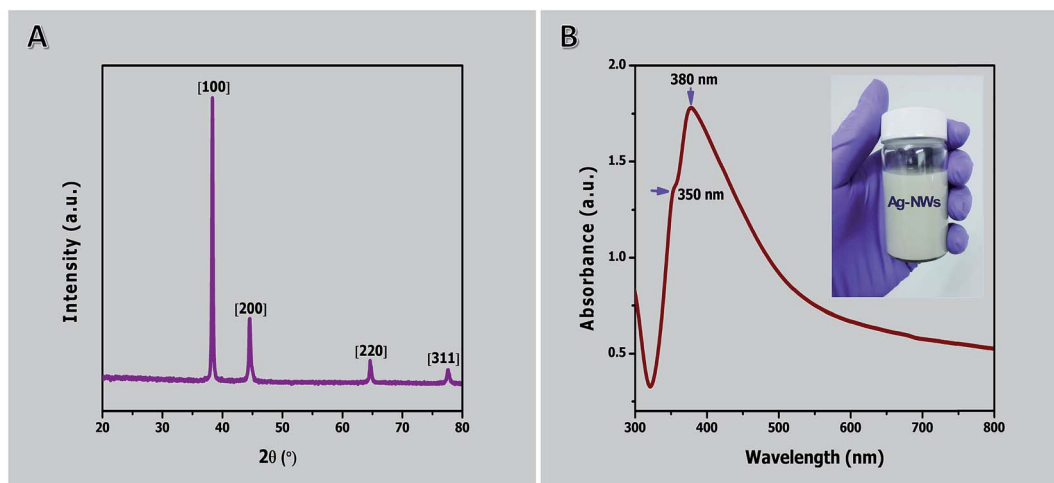 A
[100]
[200]
[220]
[311]
Intensity (a.u.)
20 30 40 50 60 70 80
2θ (°)
B
2.0
1.5
1.0
0.5
380 nm
350 nm
Ag-NWs
Absorbance (a.u.)
300 400 500 600 700 800
Wavelength (nm)